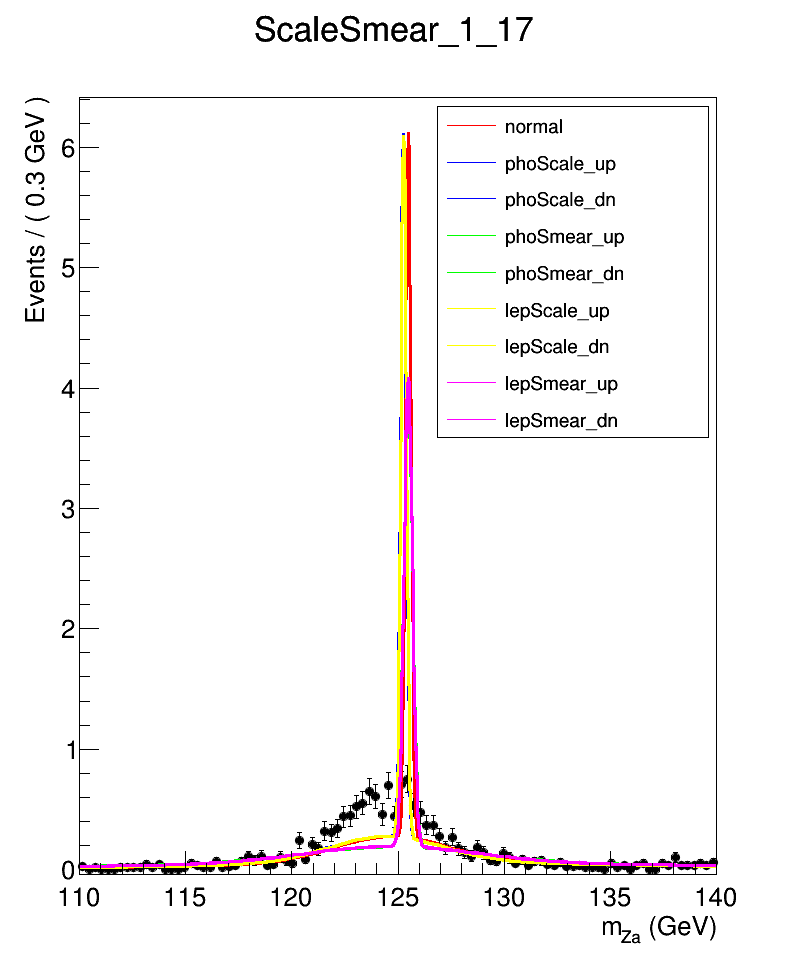 ScaleSmear_1_17
Events / ( 0.3 GeV )
6
5
4
3
2
1
0
normal
phoScale_up
phoScale_dn
phoSmear_up
phoSmear_dn
lepScale_up
lepScale_dn
lepSmear_up
lepSmear_dn
110 115 120 125 130 135 140
m_Za (GeV)